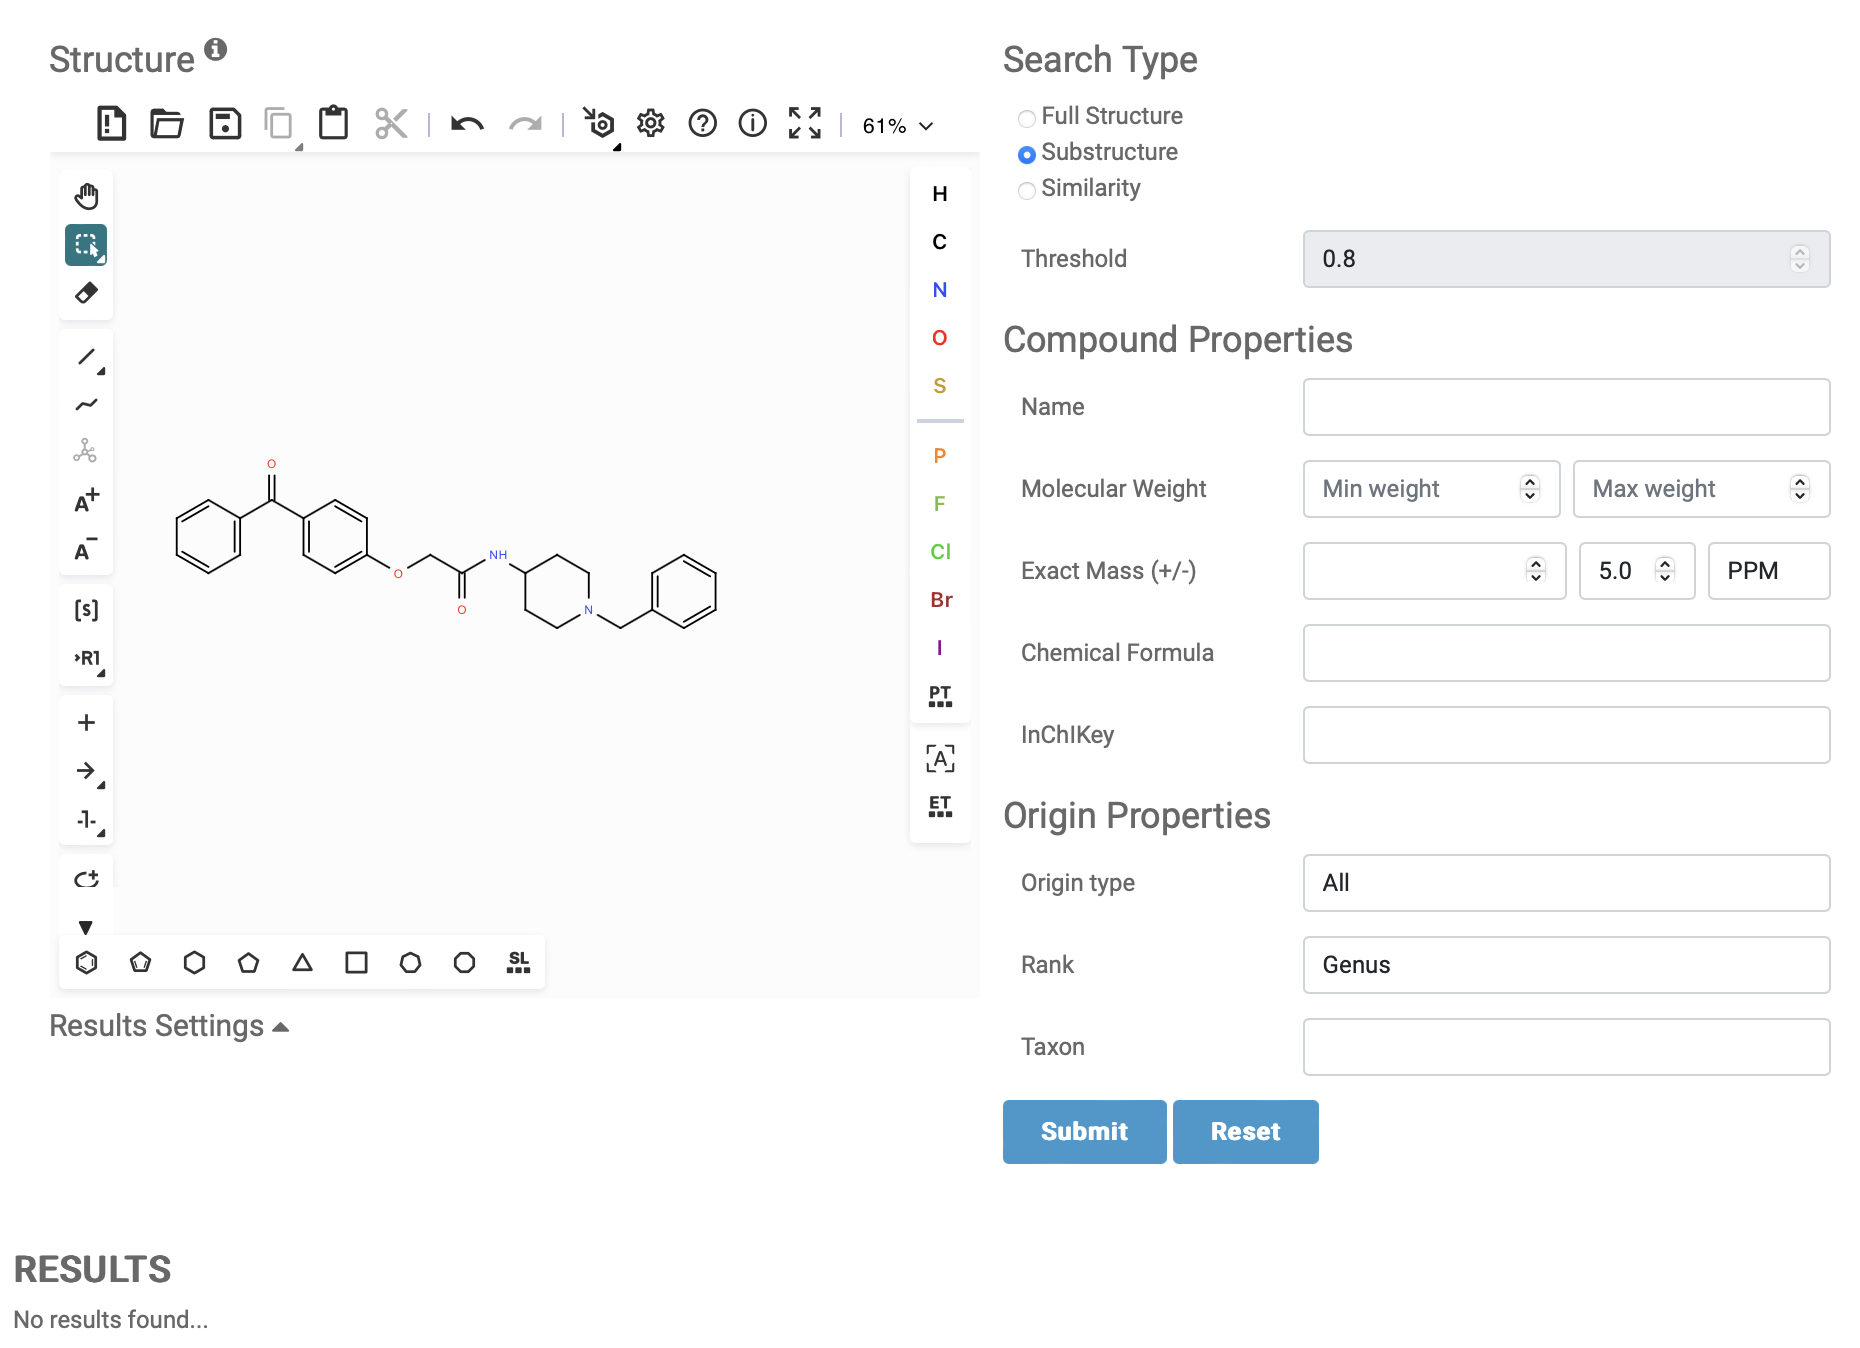 Structure
61%
H
C
N
O
S
P
F
Cl
Br
I
PT
[A]
ET
A+
A-
[s]
R1
O
O
O
NH
N
SL
Results Settings
Search Type
Full Structure
Substructure
Similarity
Threshold 0.8
Compound Properties
Name
Molecular Weight Min weight Max weight
Exact Mass (+/-) 5.0 PPM
Chemical Formula
InChIKey
Origin Properties
Origin type All
Rank Genus
Taxon
Submit Reset
RESULTS
No results found...